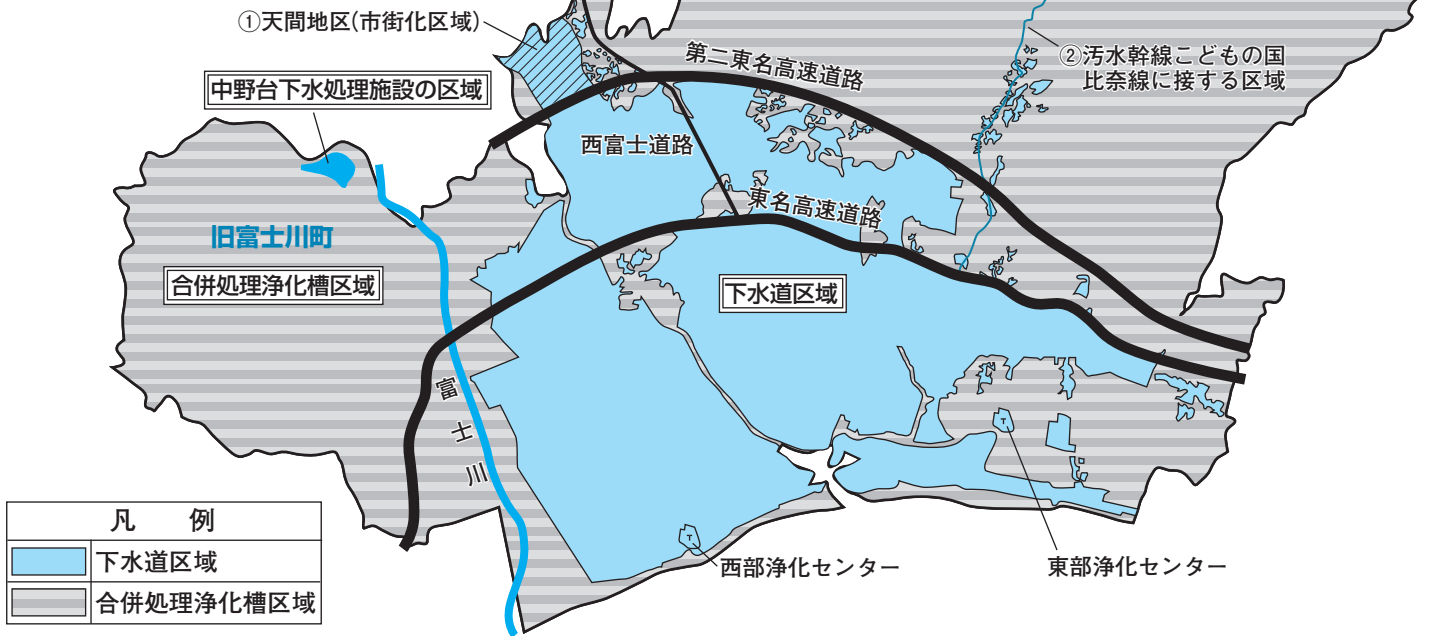 ①天間地区(市街化区域)
中野台下水処理施設の区域
第二東名高速道路
②汚水幹線こどもの国
比奈線に接する区域
西富士道路
東名高速道路
旧富士川町
合併処理浄化槽区域
下水道区域
富士川
西部浄化センター
東部浄化センター
凡　例
下水道区域
合併処理浄化槽区域
T
T